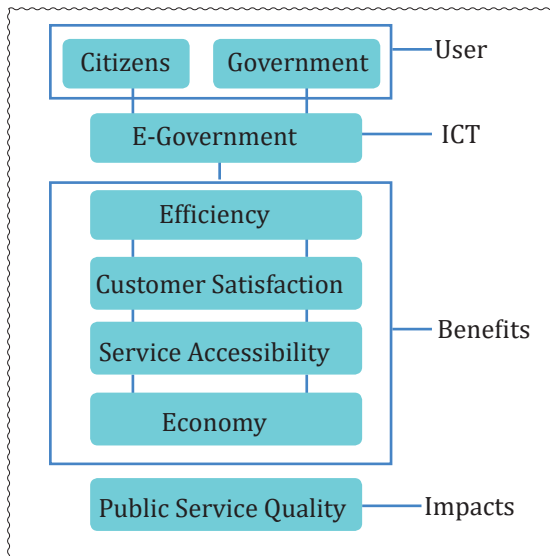 Citizens
Government
User
E-Government
ICT
Efficiency
Customer Satisfaction
Service Accessibility
Benefits
Economy
Public Service Quality
Impacts